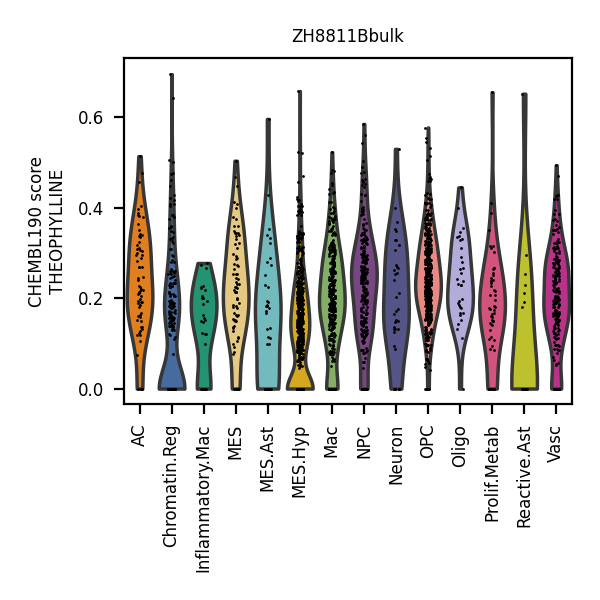 ZH8811Bbulk
CHEMBL190 score
THEOPHYLLINE
0.6
0.4
0.2
0.0
AC
Chromatin.Reg
Inflammatory.Mac
MES
MES.Ast
MES.Hyp
Mac
NPC
Neuron
OPC
Oligo
Prolif.Metab
Reactive.Ast
Vasc